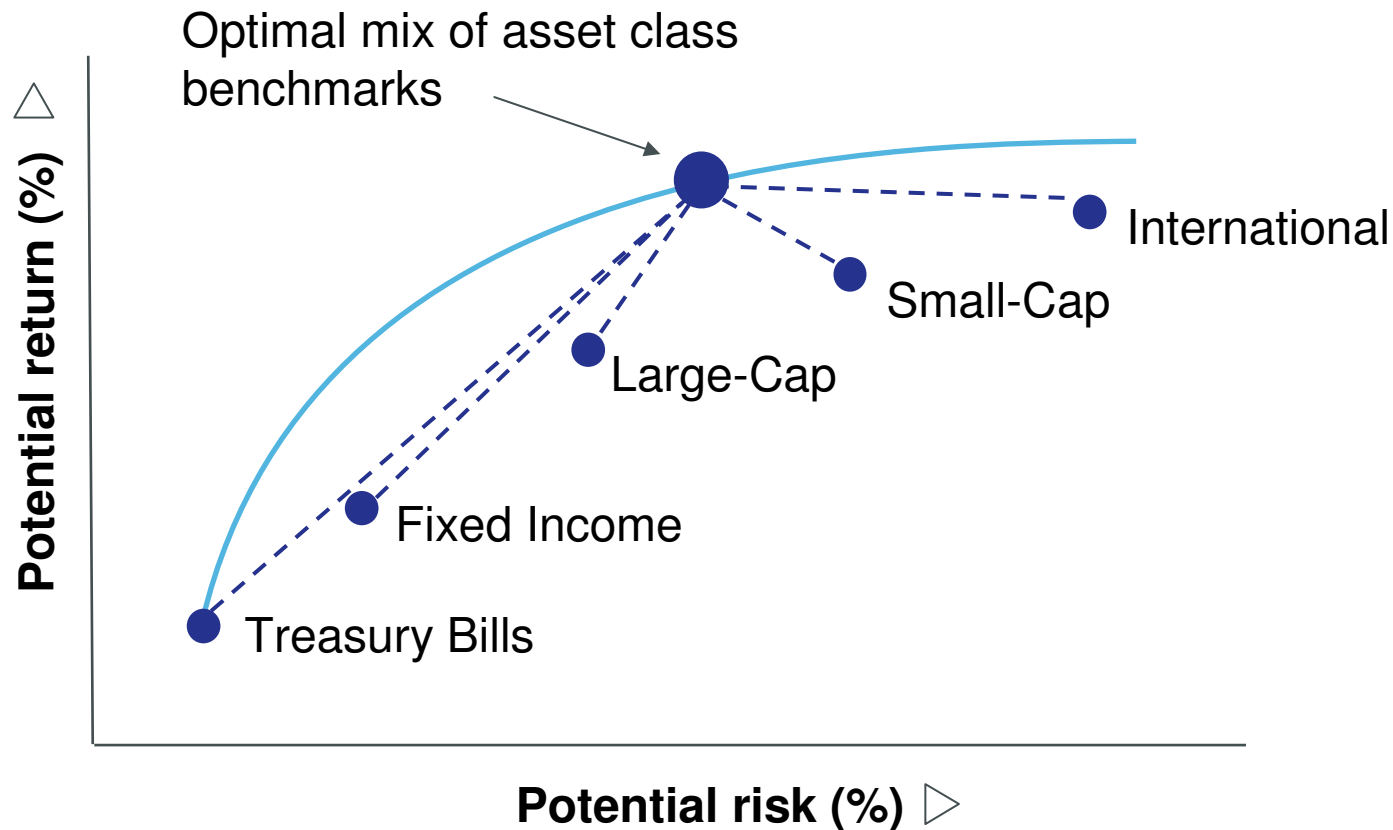 Optimal mix of asset class
benchmarks
Potential return (%)
International
Small-Cap
Large-Cap
Fixed Income
Treasury Bills
Potential risk (%)